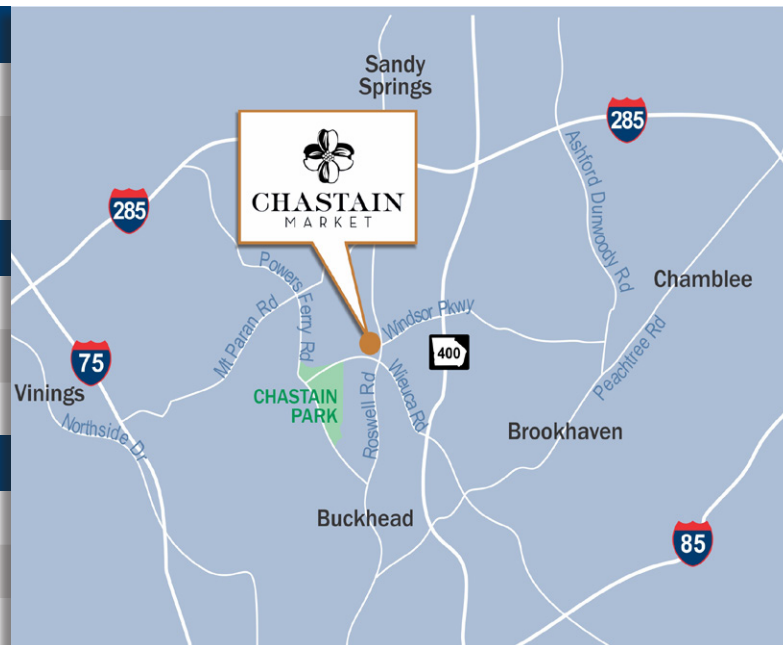 Sandy
Springs
285
285
CHASTAIN
MARKET
Ashford Dunwoody Rd
Powers Ferry Rd
Chamblee
Mt Paran Rd
Windsor Pkwy
400
75
Peachtree Rd
Vinings
CHASTAIN
PARK
Roswell Rd
Wieuca Rd
Northside Dr
Brookhaven
Buckhead
85